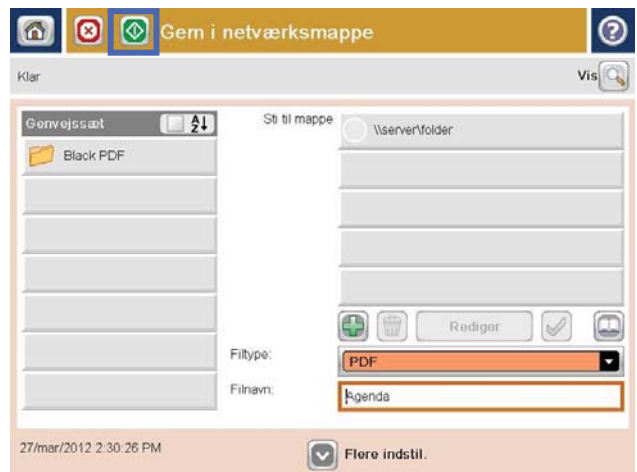 Gem i netværksmappe
Klar
Vis
Genvejssæt
Black PDF
Sti til mappe
\\server\folder
Rediger
Filtype:
PDF
Filnavn:
Agenda
27/mar/2012 2:30:26 PM
Flere indstil.